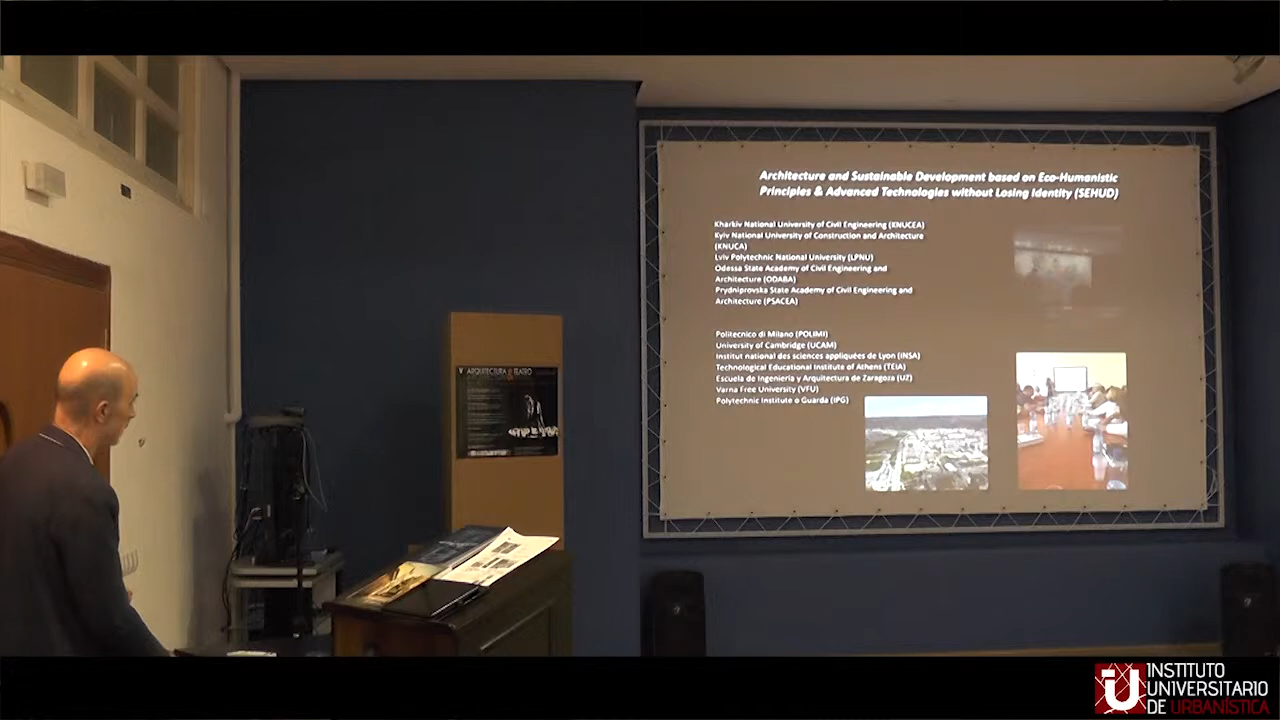 Architecture and Sustainable Development based on Eco-Humanistic
Principles & Advanced Technologies without Losing Identity (SEHUD)
Kharkiv National University of Civil Engineering (KNUCEA)
Kyiv National University of Construction and Architecture
(KNUCA)
Lviv Polytechnic National University (LPNU)
Odessa State Academy of Civil Engineering and
Architecture (ODABA)
Prydniprovska State Academy of Civil Engineering and
Architecture (PSACEA)
Politecnico di Milano (POLIMI)
University of Cambridge (UCAM)
Institut national des sciences appliquées de Lyon (INSA)
Technological Educational Institute of Athens (TEIA)
Escuela de Ingeniería y Arquitectura de Zaragoza (UZ)
Varna Free University (VFU)
Polytechnic Institute o Guarda (IPG)
V ARQUITECTURA TEATRO
iU INSTITUTO
UNIVERSITARIO
DE URBANÍSTICA